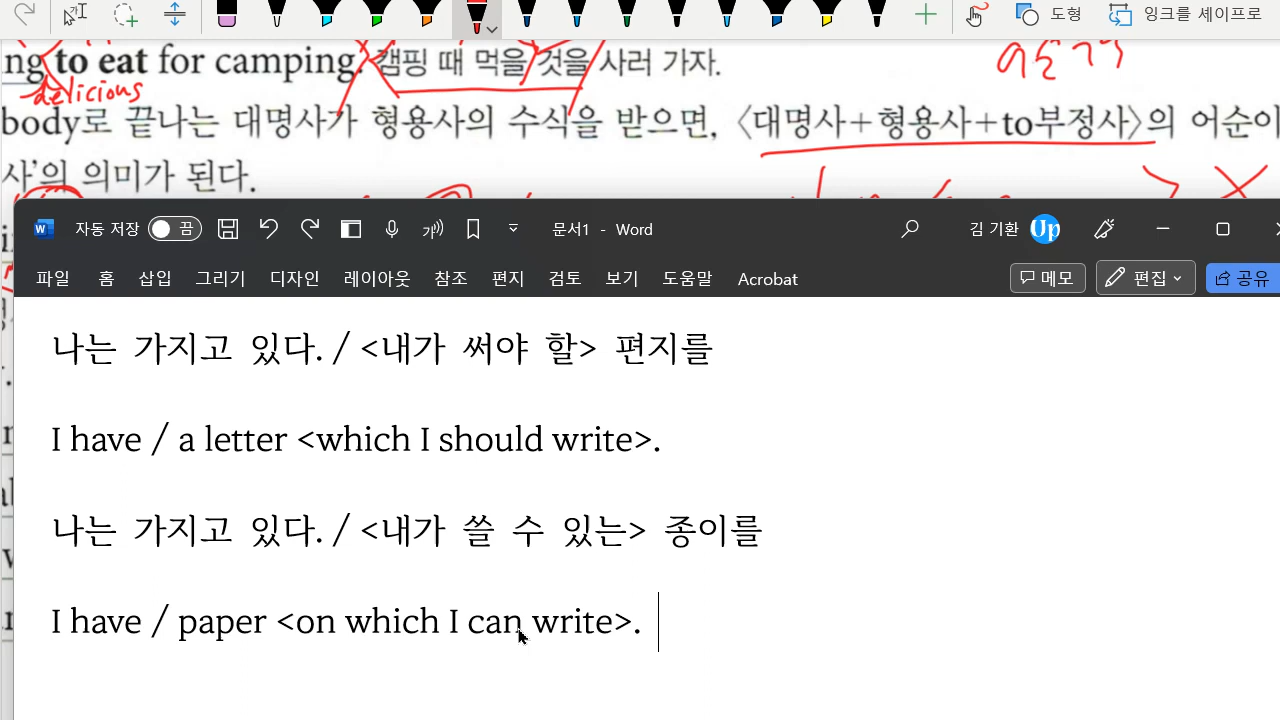 도형 잉크를 셰이프로
ng to eat for camping. 캠핑 때 먹을 것을 사러 가자.
delicious
body로 끝나는 대명사가 형용사의 수식을 받으면, 〈대명사+형용사+to부정사〉의 어순이
사'의 의미가 된다.
자동 저장 끔 가)) 문서1 - Word 김 기환 Up
파일 홈 삽입 그리기 디자인 레이아웃 참조 편지 검토 보기 도움말 Acrobat 메모 편집 공유
나는 가지고 있다. / <내가 써야 할> 편지를
I have / a letter <which I should write>.
나는 가지고 있다. / <내가 쓸 수 있는> 종이를
I have / paper <on which I can write>.